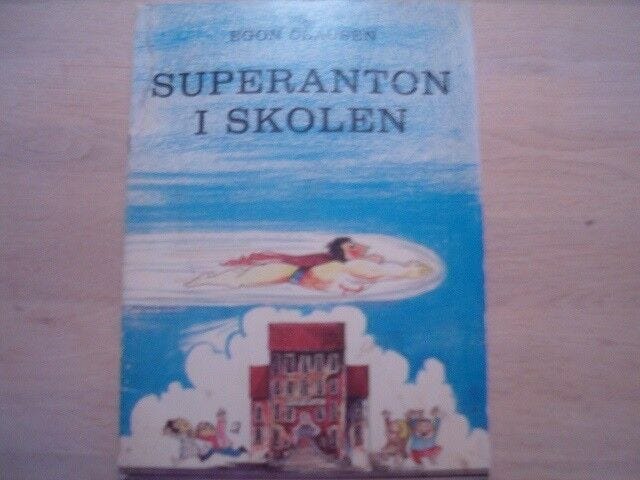 EGON CLAUSEN
SUPERANTON
I SKOLEN